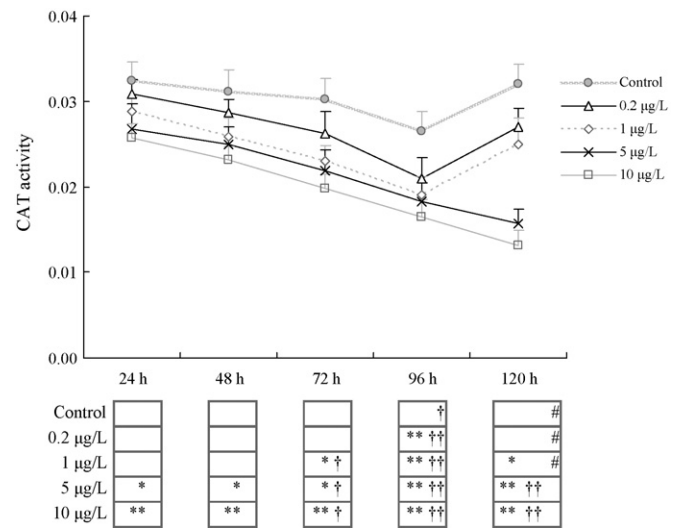 0.04
0.03
0.02
0.01
0.00
CAT activity
Control
0.2 μg/L
1 μg/L
5 μg/L
10 μg/L
24 h 48 h 72 h 96 h 120 h
Control † #
0.2 μg/L ** †† #
1 μg/L * † ** †† * #
5 μg/L * * * † ** †† ** ††
10 μg/L ** ** ** † ** †† ** ††